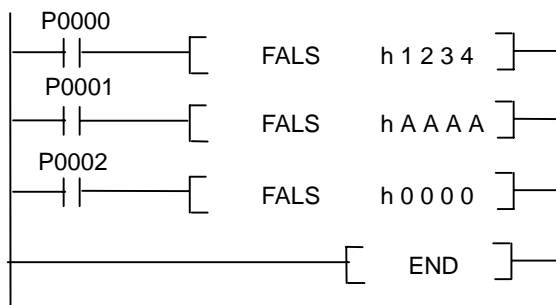 P0000
FALS h 1 2 3 4
P0001
FALS h A A A A
P0002
FALS h 0 0 0 0
END